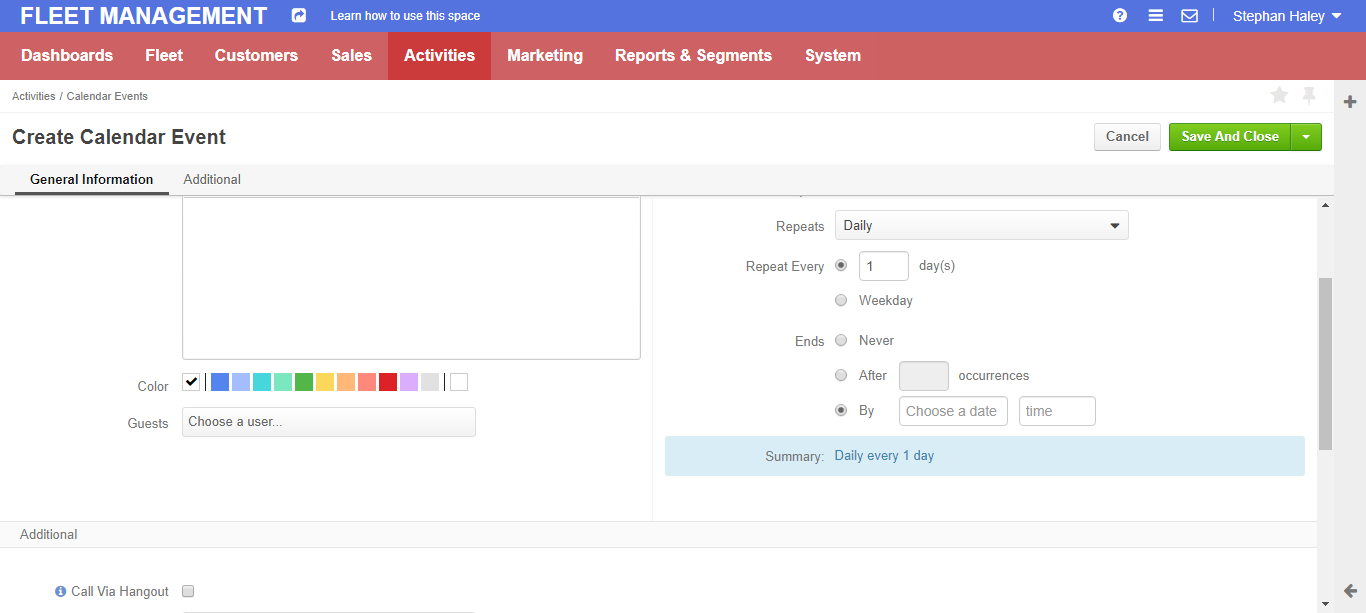 FLEET MANAGEMENT Learn how to use this space Stephan Haley
Dashboards Fleet Customers Sales Activities Marketing Reports & Segments System
Activities / Calendar Events
Create Calendar Event Cancel Save And Close
General Information Additional
Repeats Daily
Repeat Every 1 day(s)
Weekday
Ends Never
After occurrences
By Choose a date time
Summary: Daily every 1 day
Color
Guests Choose a user...
Additional
Call Via Hangout